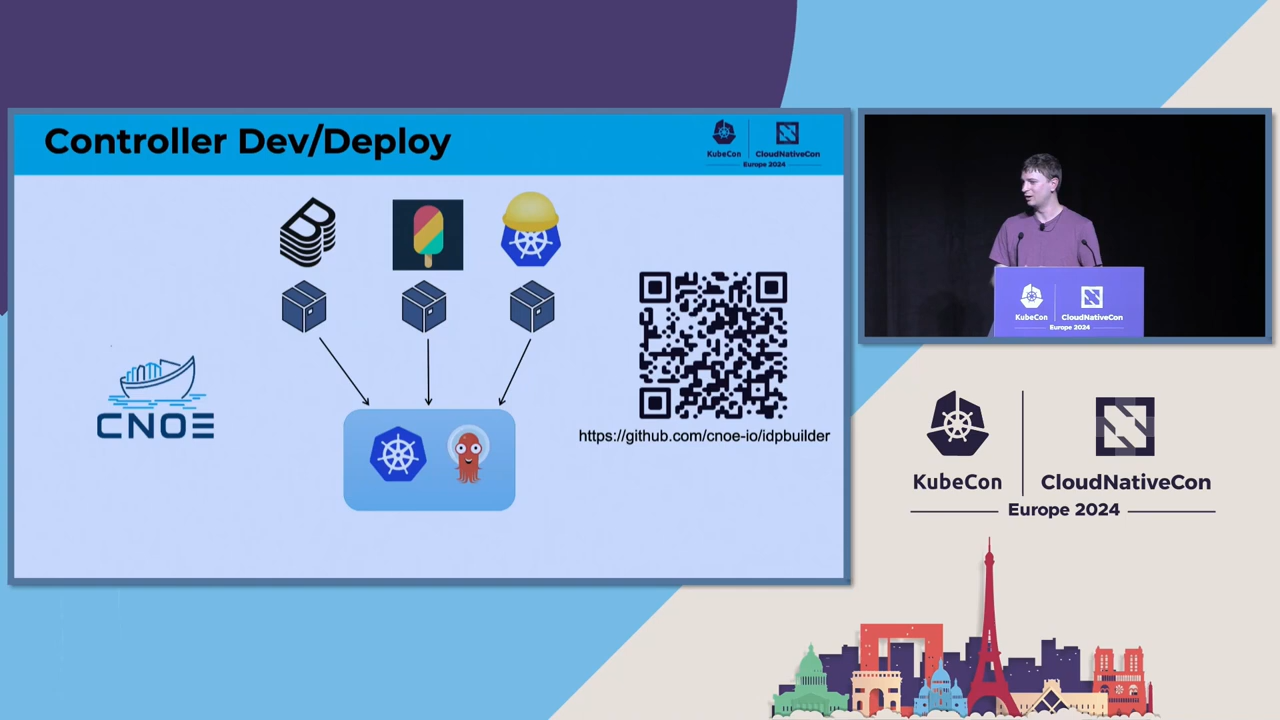 Controller Dev/Deploy
KubeCon
CloudNativeCon
Europe 2024
CNOE
https://github.com/cnoe-io/idpbuilder
KubeCon
CloudNativeCon
Europe 2024
KubeCon
CloudNativeCon
Europe 2024